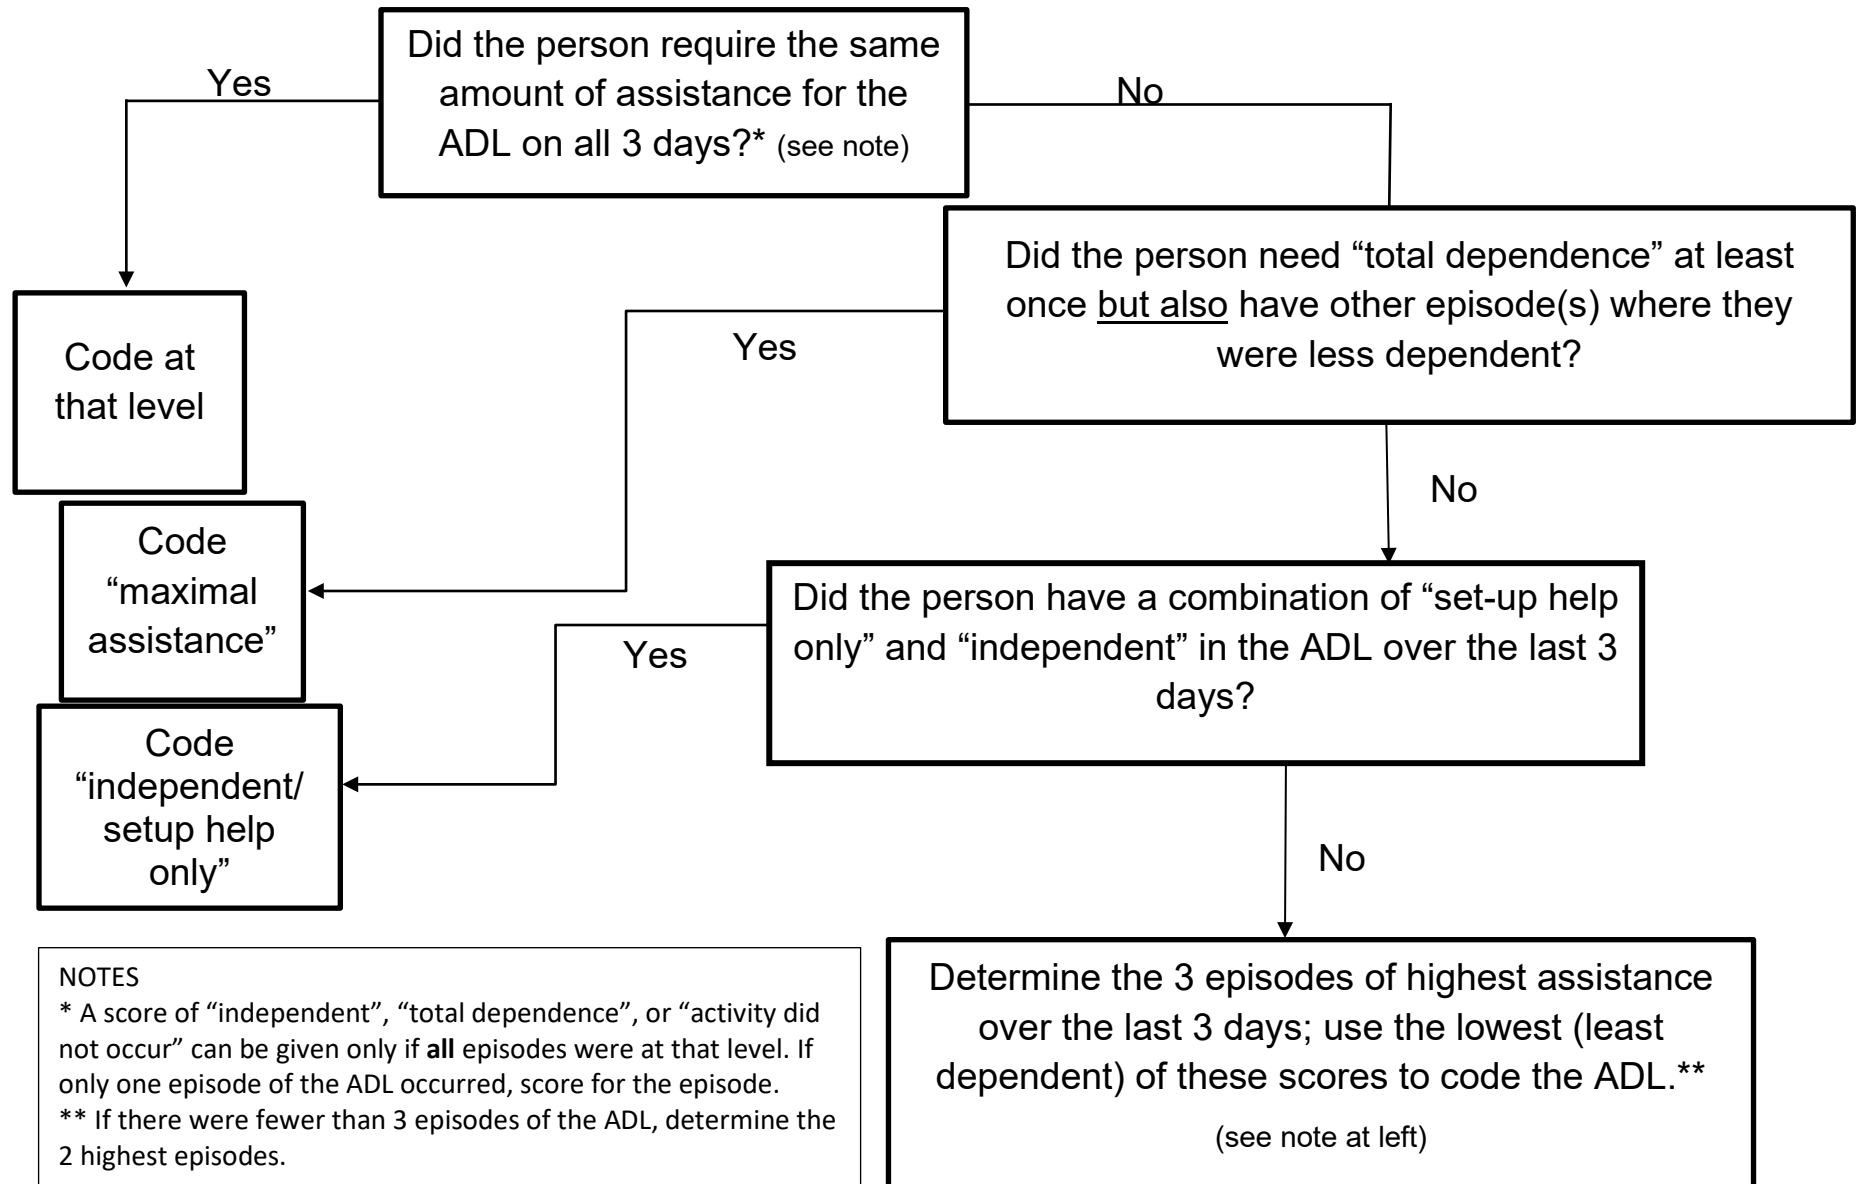 Did the person require the same
amount of assistance for the
ADL on all 3 days?* (see note)
Yes
No
Did the person need “total dependence” at least
once but also have other episode(s) where they
were less dependent?
Code at
that level
Yes
No
Code
“maximal
assistance”
Did the person have a combination of “set-up help
only” and “independent” in the ADL over the last 3
days?
Yes
Code
“independent/
setup help
only”
No
Determine the 3 episodes of highest assistance
over the last 3 days; use the lowest (least
dependent) of these scores to code the ADL.**
(see note at left)
NOTES
* A score of “independent”, “total dependence”, or “activity did
not occur” can be given only if all episodes were at that level. If
only one episode of the ADL occurred, score for the episode.
** If there were fewer than 3 episodes of the ADL, determine the
2 highest episodes.